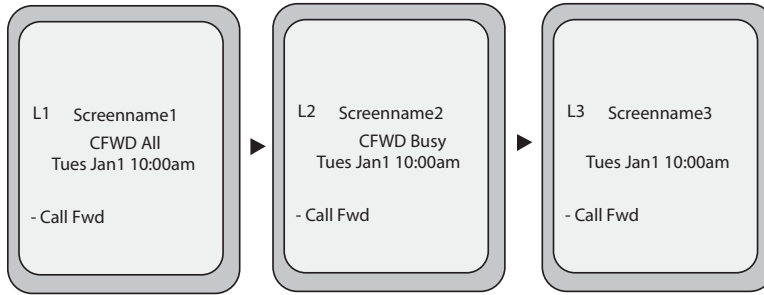 L1 Screenname1
CFWD All
Tues Jan1 10:00am
- Call Fwd
L2 Screenname2
CFWD Busy
Tues Jan1 10:00am
- Call Fwd
L3 Screenname3
Tues Jan1 10:00am
- Call Fwd